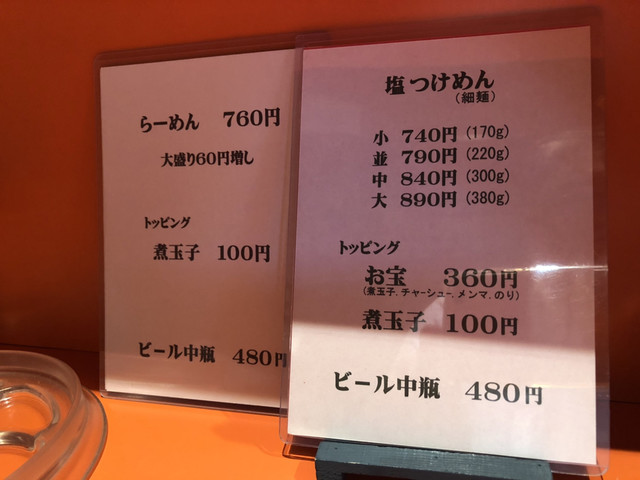 らーめん 760円
大盛り60円増し
トッピング
煮玉子 100円
ビール中瓶 480円
塩つけめん
(細麺)
小 740円(170g)
並 790円(220g)
中 840円(300g)
大 890円(380g)
トッピング
お宝 360円
(煮玉子.チャーシュー.メンマ.のり)
煮玉子 100円
ビール中瓶 480円